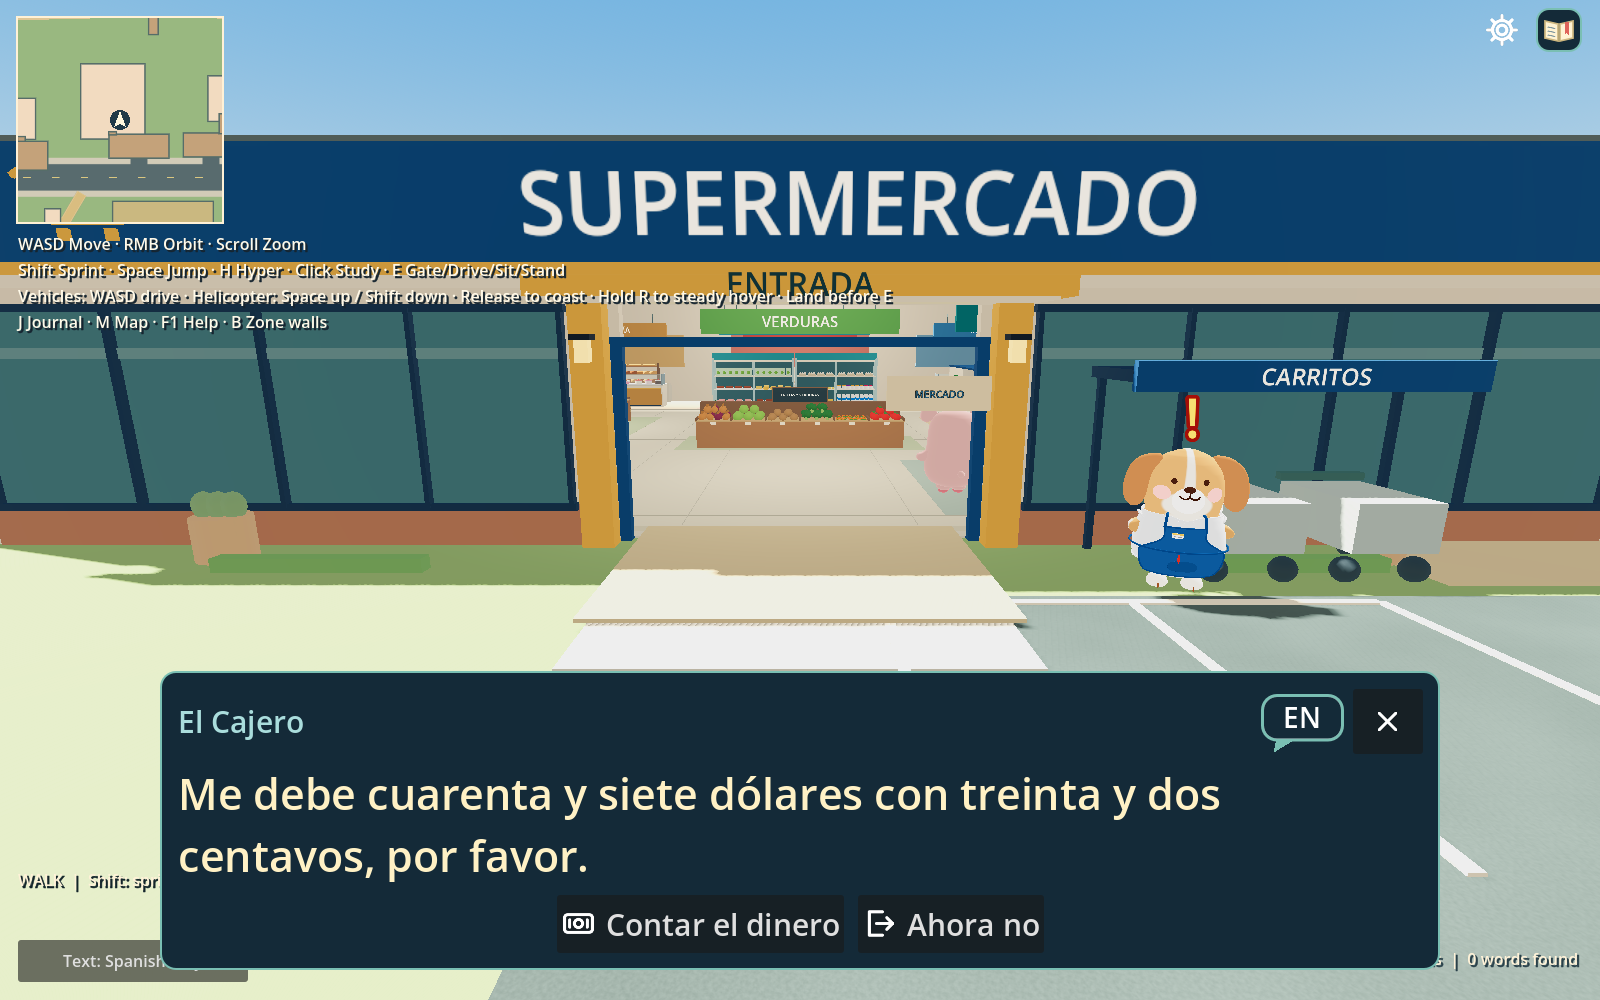 SUPERMERCADO
ENTRADA
WASD Move · RMB Orbit · Scroll Zoom
Shift Sprint · Space Jump · H Hyper · Click Study · E Gate/Drive/Sit/Stand
Vehicles: WASD drive · Helicopter: Space up / Shift down · Release to coast · Hold R to steady hover · Land before E
J Journal · M Map · F1 Help · B Zone walls
VERDURAS
MERCADO
CARRITOS
El Cajero
EN
Me debe cuarenta y siete dólares con treinta y dos
centavos, por favor.
Contar el dinero
Ahora no
WALK | Shift:
Text: Spanish
| 0 words found